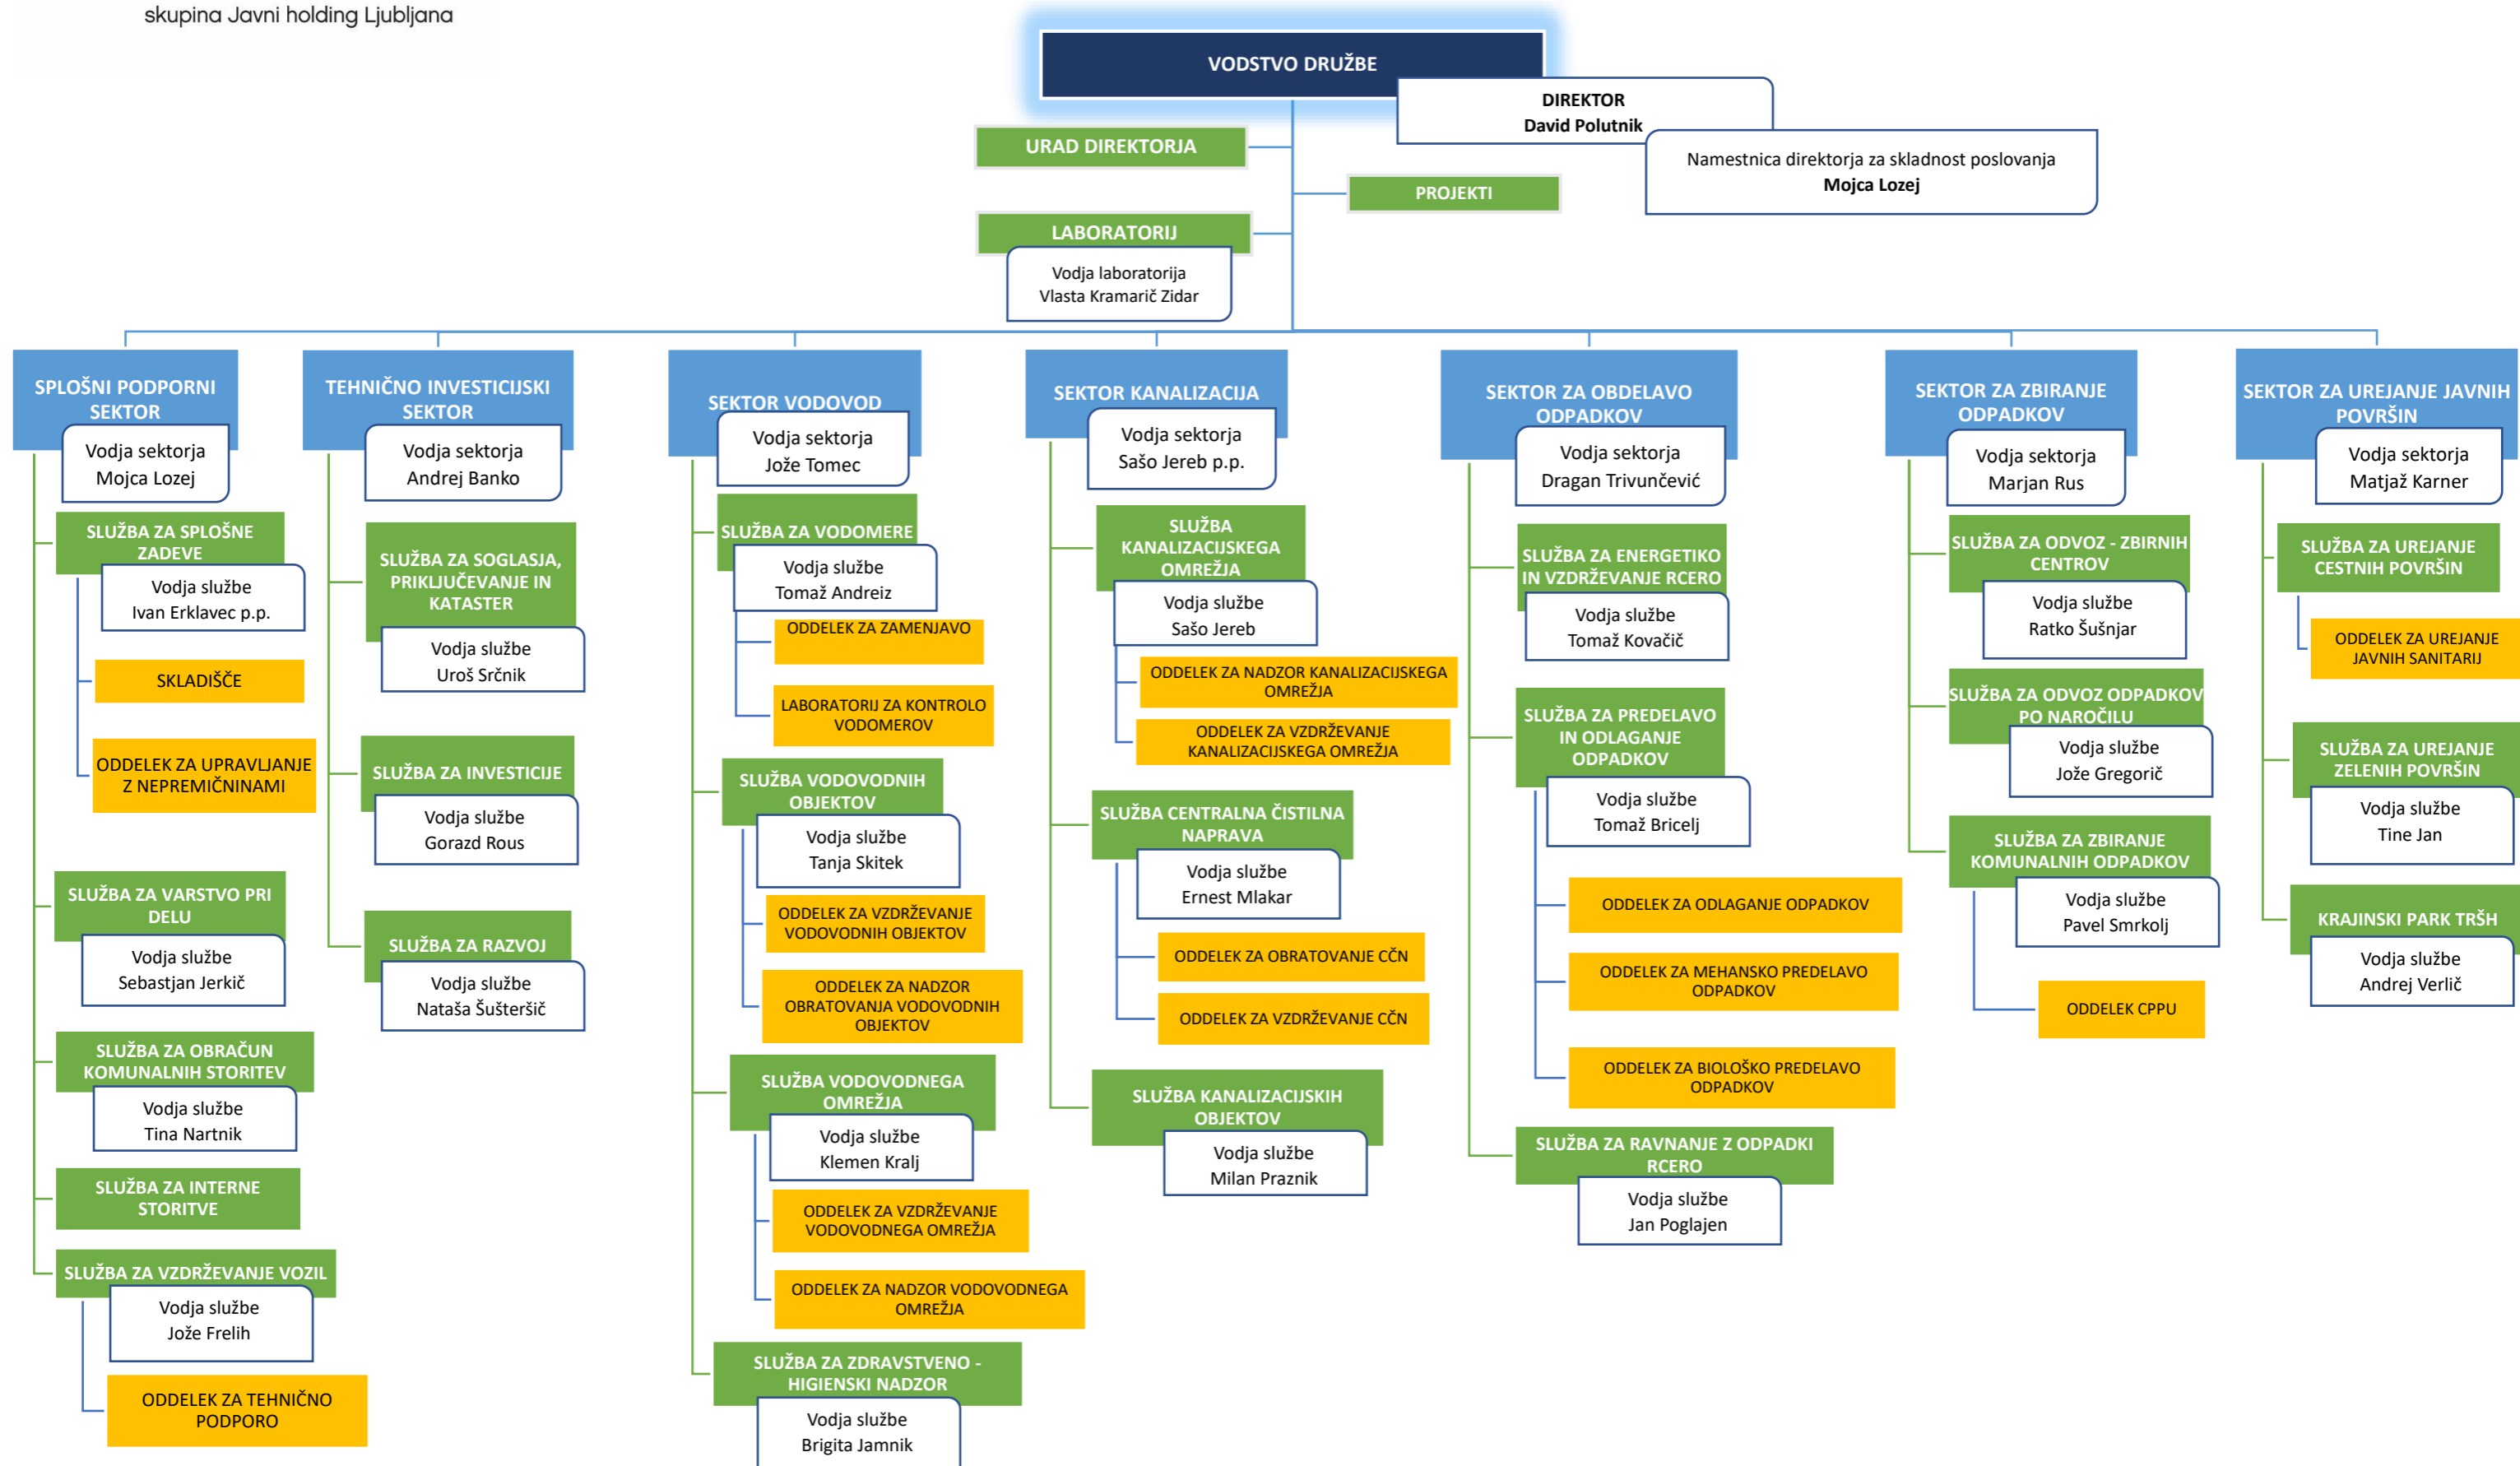 skupina Javni holding Ljubljana
VODSTVO DRUŽBE
DIREKTOR
David Polutnik
Namestnica direktorja za skladnost poslovanja
Mojca Lozej
URAD DIREKTORJA
PROJEKTI
LABORATORIJ
Vodja laboratorija
Vlasta Kramarič Zidar
SPLOŠNI PODPORNI
SEKTOR
Vodja sektorja
Mojca Lozej
SLUŽBA ZA SPLOŠNE
ZADEVE
Vodja službe
Ivan Erklavec p.p.
SKLADIŠČE
ODDELEK ZA UPRAVLJANJE
Z NEPREMIČNINAMI
SLUŽBA ZA VARSTVO PRI
DELU
Vodja službe
Sebastjan Jerkič
SLUŽBA ZA OBRAČUN
KOMUNALNIH STORITEV
Vodja službe
Tina Nartnik
SLUŽBA ZA INTERNE
STORITVE
SLUŽBA ZA VZDRŽEVANJE VOZIL
Vodja službe
Jože Frelih
ODDELEK ZA TEHNIČNO
PODPORO
TEHNIČNO INVESTICIJSKI
SEKTOR
Vodja sektorja
Andrej Banko
SLUŽBA ZA SOGLASJA,
PRIKLJUČEVANJE IN
KATASTER
Vodja službe
Uroš Srčnik
SLUŽBA ZA INVESTICIJE
Vodja službe
Gorazd Rous
SLUŽBA ZA RAZVOJ
Vodja službe
Nataša Šušteršič
SEKTOR VODOVOD
Vodja sektorja
Jože Tomec
SLUŽBA ZA VODOMERE
Vodja službe
Tomaž Andreiz
ODDELEK ZA ZAMENJAVO
LABORATORIJ ZA KONTROLO
VODOMEROV
SLUŽBA VODOVODNIH
OBJEKTOV
Vodja službe
Tanja Skitek
ODDELEK ZA VZDRŽEVANJE
VODOVODNIH OBJEKTOV
ODDELEK ZA NADZOR
OBRATOVANJA VODOVODNIH
OBJEKTOV
SLUŽBA VODOVODNEGA
OMREŽJA
Vodja službe
Klemen Kralj
ODDELEK ZA VZDRŽEVANJE
VODOVODNEGA OMREŽJA
ODDELEK ZA NADZOR VODOVODNEGA
OMREŽJA
SLUŽBA ZA ZDRAVSTVENO -
HIGIENSKI NADZOR
Vodja službe
Brigita Jamnik
SEKTOR KANALIZACIJA
Vodja sektorja
Sašo Jereb p.p.
SLUŽBA
KANALIZACIJSKEGA
OMREŽJA
Vodja službe
Sašo Jereb
ODDELEK ZA NADZOR KANALIZACIJSKEGA
OMREŽJA
ODDELEK ZA VZDRŽEVANJE
KANALIZACIJSKEGA OMREŽJA
SLUŽBA CENTRALNA ČISTILNA
NAPRAVA
Vodja službe
Ernest Mlakar
ODDELEK ZA OBRATOVANJE CČN
ODDELEK ZA VZDRŽEVANJE CČN
SLUŽBA KANALIZACIJSKIH
OBJEKTOV
Vodja službe
Milan Praznik
SEKTOR ZA OBDELAVO
ODPADKOV
Vodja sektorja
Dragan Trivunčević
SLUŽBA ZA ENERGETIKO
IN VZDRŽEVANJE RCERO
Vodja službe
Tomaž Kovačič
SLUŽBA ZA PREDELAVO
IN ODLAGANJE
ODPADKOV
Vodja službe
Tomaž Bricelj
ODDELEK ZA ODLAGANJE ODPADKOV
ODDELEK ZA MEHANSKO PREDELAVO
ODPADKOV
ODDELEK ZA BIOLOŠKO PREDELAVO
ODPADKOV
SLUŽBA ZA RAVNANJE Z ODPADKI
RCERO
Vodja službe
Jan Poglajen
SEKTOR ZA ZBIRANJE
ODPADKOV
Vodja sektorja
Marjan Rus
SLUŽBA ZA ODVOZ - ZBIRNIH
CENTROV
Vodja službe
Ratko Šušnjar
SLUŽBA ZA ODVOZ ODPADKOV
PO NAROČILU
Vodja službe
Jože Gregorič
SLUŽBA ZA ZBIRANJE
KOMUNALNIH ODPADKOV
Vodja službe
Pavel Smrkolj
ODDELEK CPPU
SEKTOR ZA UREJANJE JAVNIH
POVRŠIN
Vodja sektorja
Matjaž Karner
SLUŽBA ZA UREJANJE
CESTNIH POVRŠIN
ODDELEK ZA UREJANJE
JAVNIH SANITARIJ
SLUŽBA ZA UREJANJE
ZELENIH POVRŠIN
Vodja službe
Tine Jan
KRAJINSKI PARK TRŠH
Vodja službe
Andrej Verlič